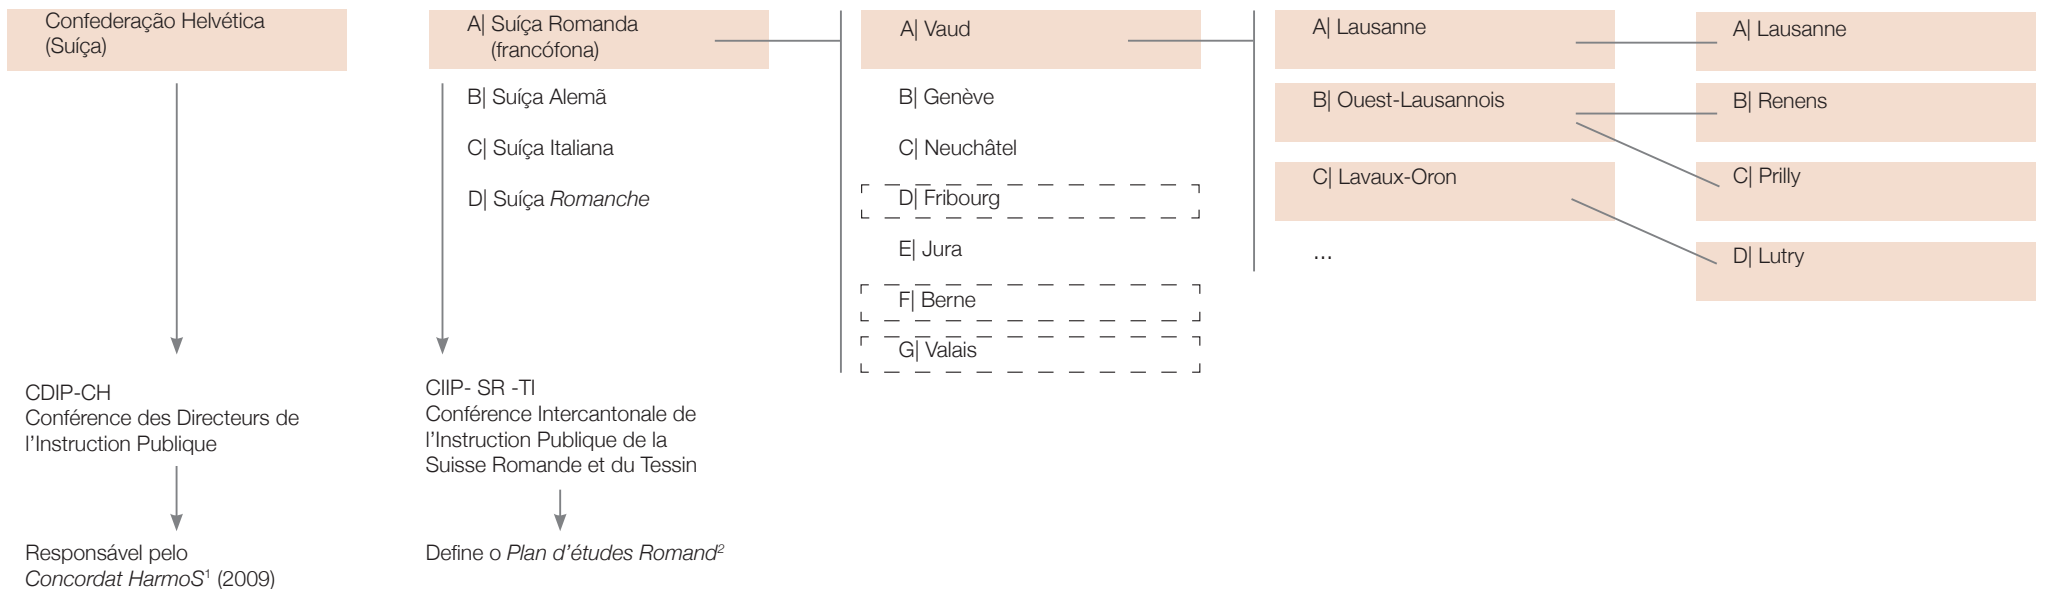 Confederação Helvética
(Suíça)
CDIP-CH
Conférence des Directeurs de
l'Instruction Publique
Responsável pelo
Concordat HarmoS¹ (2009)
A| Suíça Romanda
(francófona)
B| Suíça Alemã
C| Suíça Italiana
D| Suíça Romanche
CIIP- SR -TI
Conférence Intercantonale de
l'Instruction Publique de la
Suisse Romande et du Tessin
Define o Plan d'études Romand²
A| Vaud
B| Genève
C| Neuchâtel
D| Fribourg
E| Jura
F| Berne
G| Valais
A| Lausanne
B| Ouest-Lausannois
C| Lavaux-Oron
...
A| Lausanne
B| Renens
C| Prilly
D| Lutry